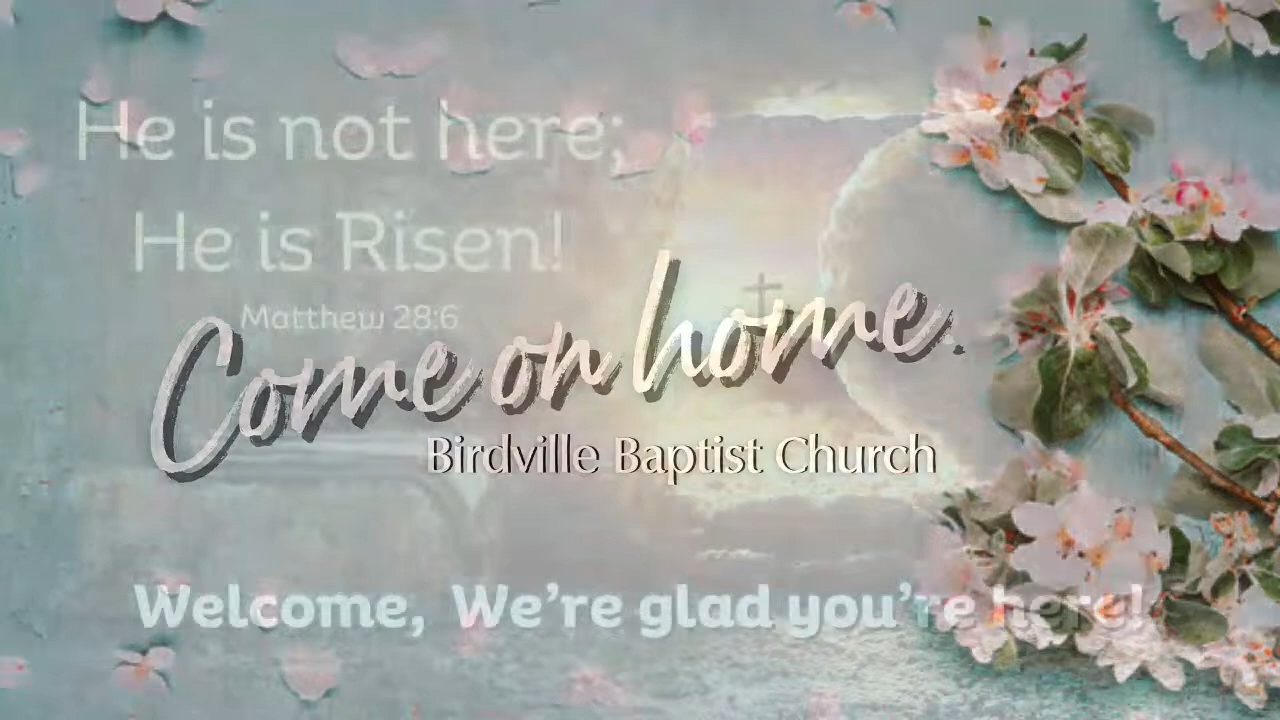 He is not here;
He is Risen!
Matthew 28:6
Come on home.
Birdville Baptist Church
Welcome, We're glad you're here!